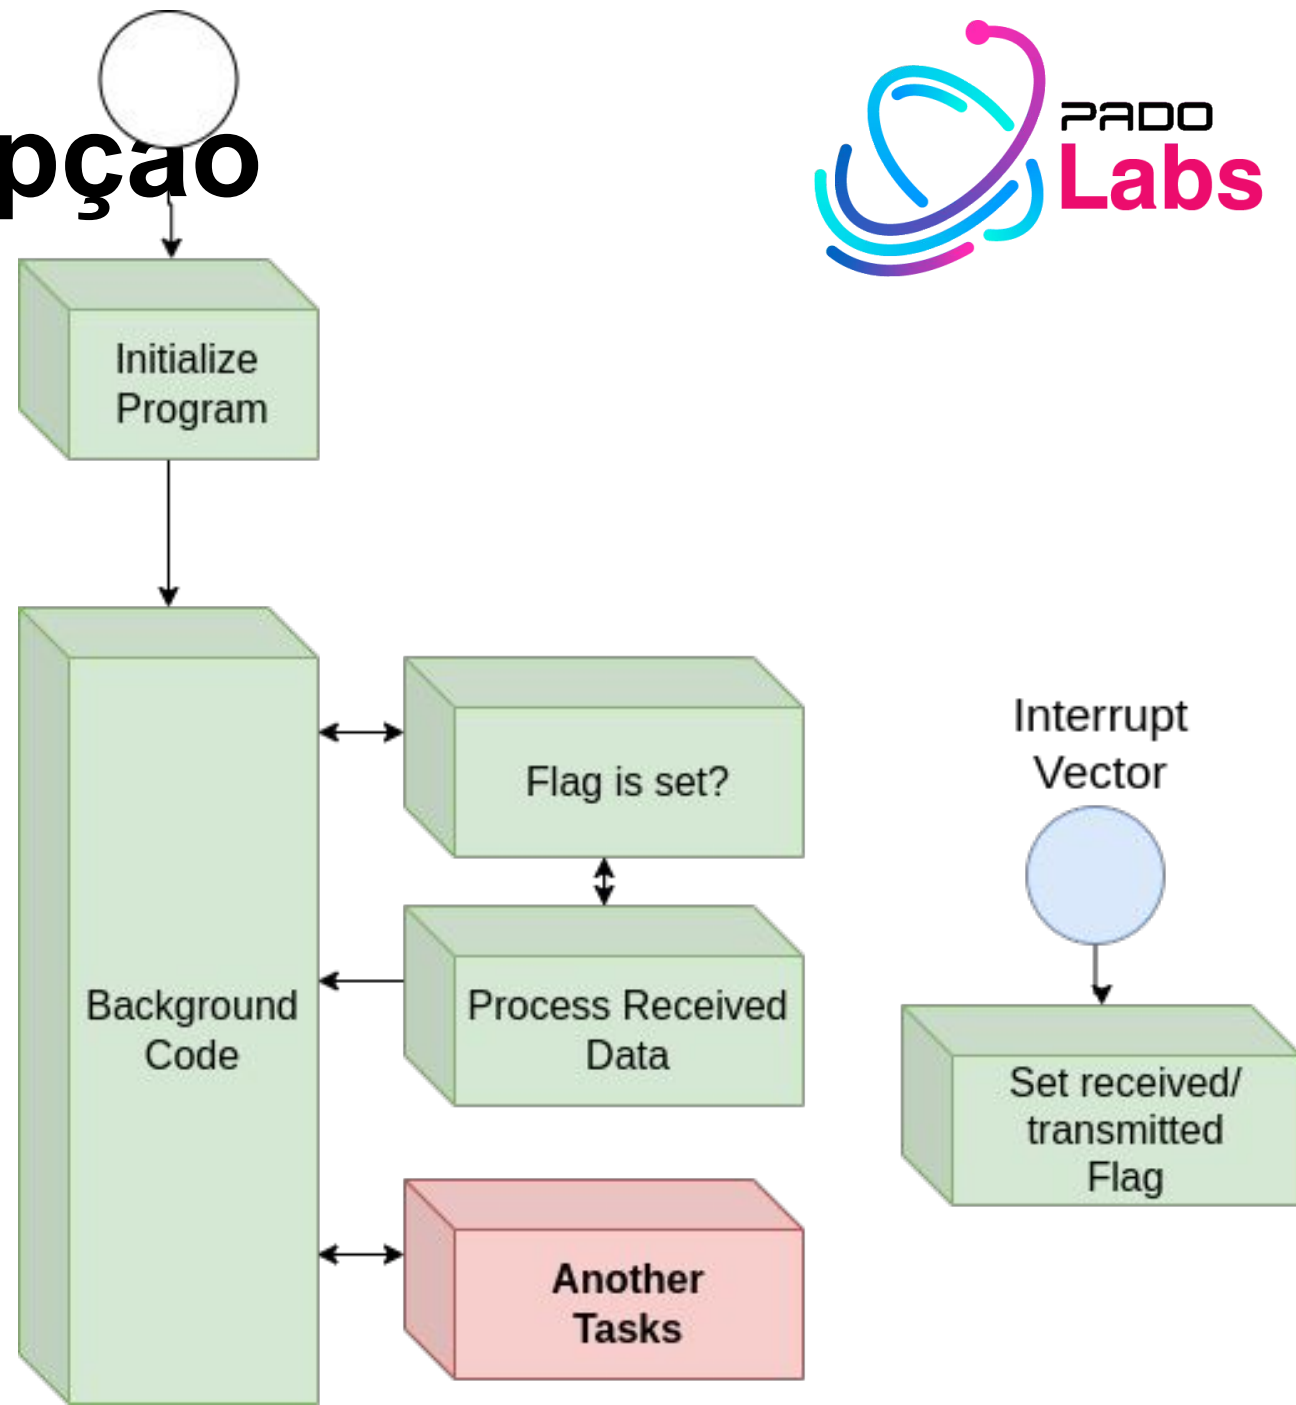 pção
PADO
Labs
Initialize
Program
Flag is set?
Interrupt
Vector
Background
Code
Process Received
Data
Set received/
transmitted
Flag
Another
Tasks